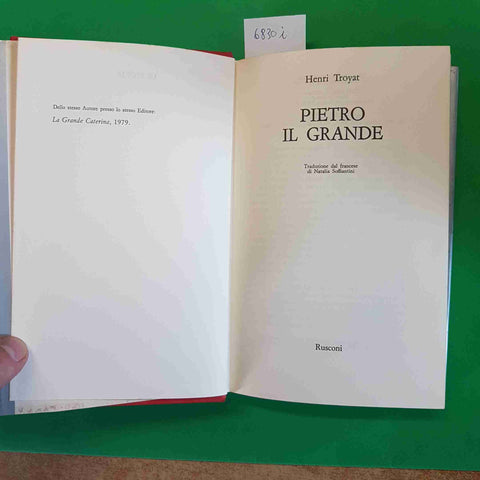 6830 i
Dello stesso Autore presso lo stesso Editore:
La Grande Caterina, 1979.
Henri Troyat
PIETRO
IL GRANDE
Traduzione dal francese
di Natalia Soffiantini
Rusconi